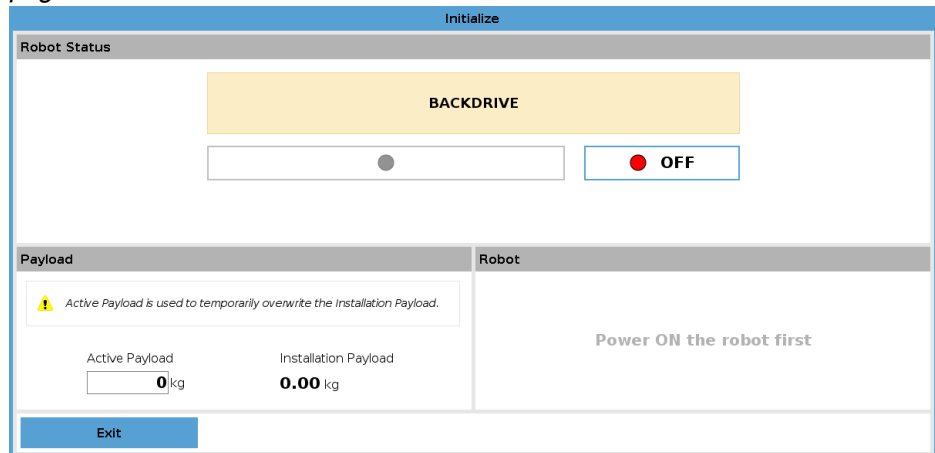 Initialize
Robot Status
BACKDRIVE
OFF
Payload
Robot
Active Payload is used to temporarily overwrite the Installation Payload.
Power ON the robot first
Active Payload
Installation Payload
0 kg
0.00 kg
Exit